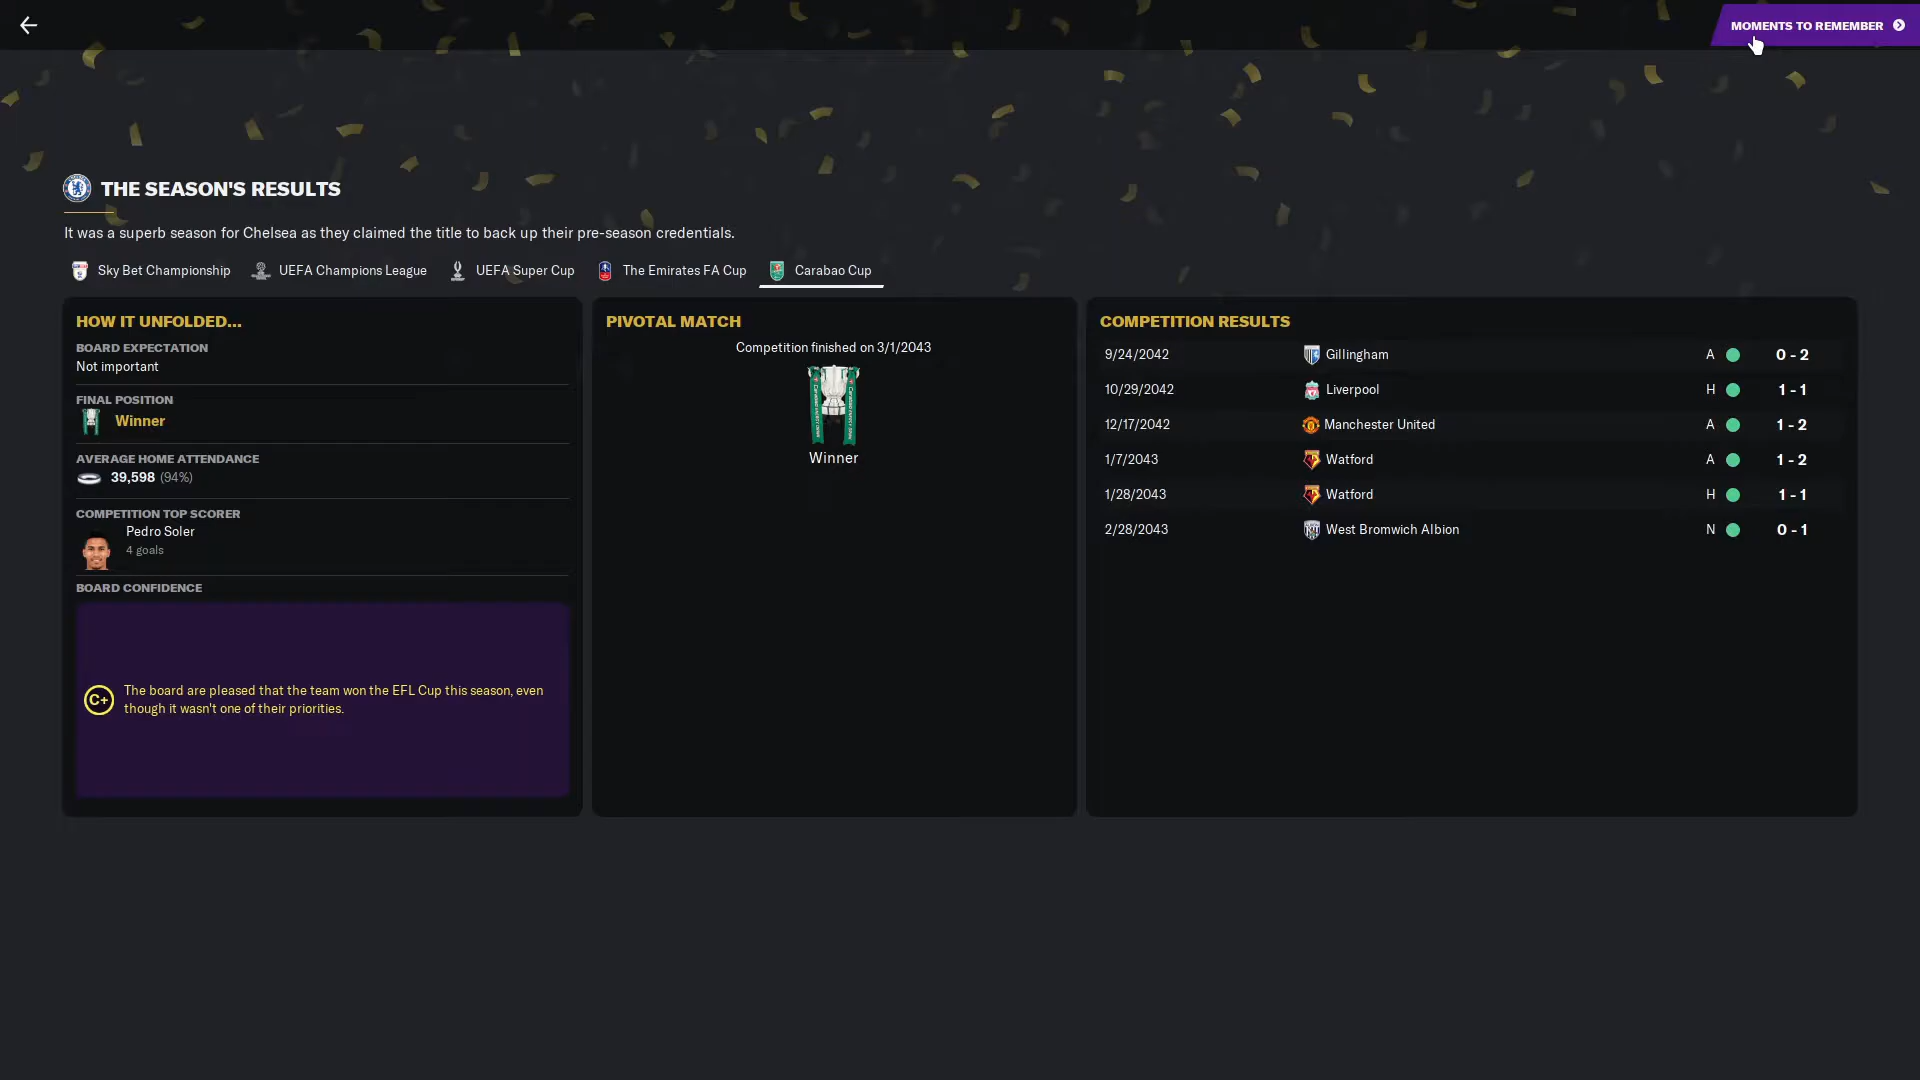 MOMENTS TO REMEMBER
THE SEASON'S RESULTS
It was a superb season for Chelsea as they claimed the title to back up their pre-season credentials.
Sky Bet Championship UEFA Champions League UEFA Super Cup The Emirates FA Cup Carabao Cup
HOW IT UNFOLDED...
BOARD EXPECTATION
Not important
FINAL POSITION
Winner
AVERAGE HOME ATTENDANCE
39,598 (94%)
COMPETITION TOP SCORER
Pedro Soler
4 goals
BOARD CONFIDENCE
C+
The board are pleased that the team won the EFL Cup this season, even
though it wasn't one of their priorities.
PIVOTAL MATCH
Competition finished on 3/1/2043
Winner
COMPETITION RESULTS
9/24/2042 Gillingham A 0 - 2
10/29/2042 Liverpool H 1 - 1
12/17/2042 Manchester United A 1 - 2
1/7/2043 Watford A 1 - 2
1/28/2043 Watford H 1 - 1
2/28/2043 West Bromwich Albion N 0 - 1